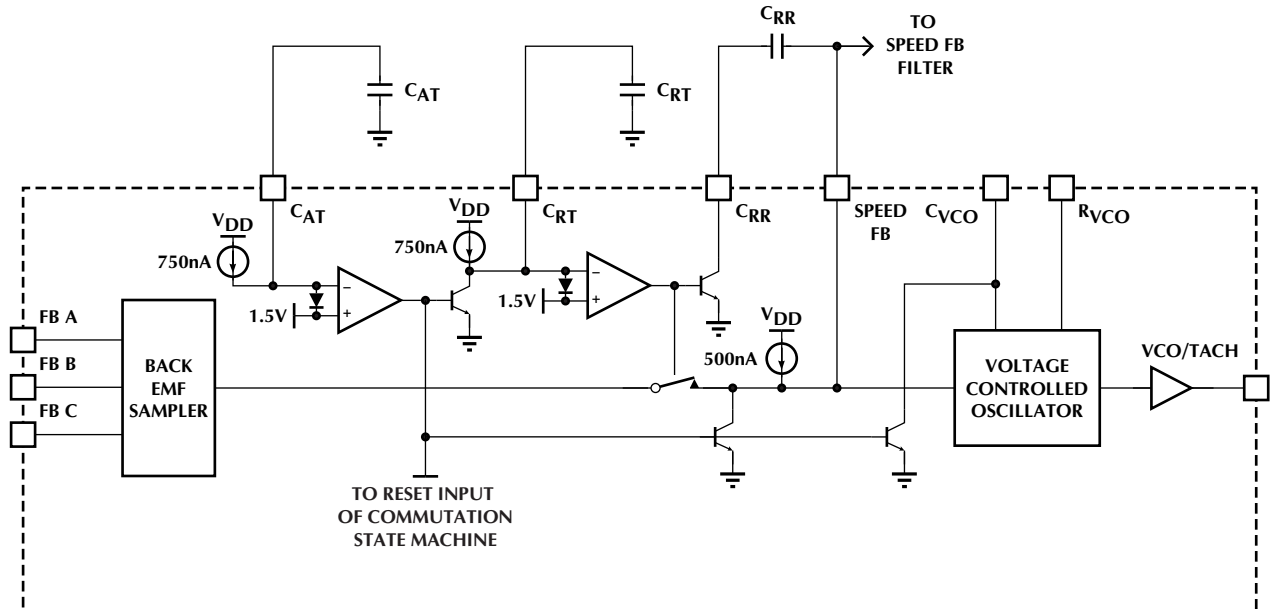 CRR
TO
SPEED FB
FILTER
CAT
CRT
CAT
CRT
CRR
SPEED
FB
CVCO
RVCO
VDD
750nA
VDD
750nA
1.5V
1.5V
−
+
−
+
FB A
FB B
FB C
BACK
EMF
SAMPLER
VDD
500nA
VOLTAGE
CONTROLLED
OSCILLATOR
VCO/TACH
TO RESET INPUT
OF COMMUTATION
STATE MACHINE